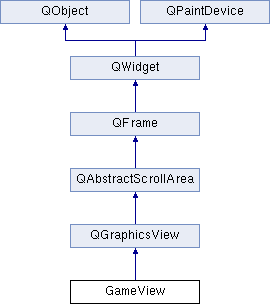 QObject
QPaintDevice
QWidget
QFrame
QAbstractScrollArea
QGraphicsView
GameView